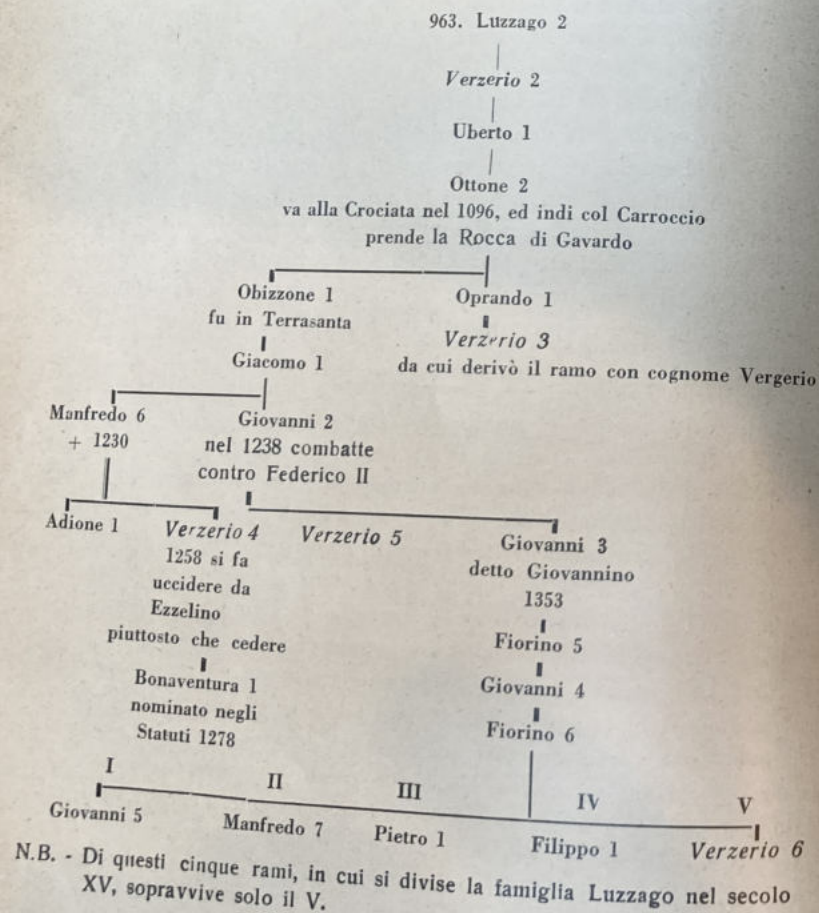 963. Luzzago 2
Verzerio 2
Uberto 1
Ottone 2
va alla Crociata nel 1096, ed indi col Carroccio
prende la Rocca di Gavardo
Obizzone 1
fu in Terrasanta
Oprando 1
Verzerio 3
da cui derivò il ramo con cognome Vergerio
Giacomo 1
Manfredo 6
+ 1230
Giovanni 2
nel 1238 combatte
contro Federico II
Adione 1
Verzerio 4
1258 si fa
uccidere da
Ezzelino
piuttosto che cedere
Verzerio 5
Giovanni 3
detto Giovannino
1353
Bonaventura 1
nominato negli
Statuti 1278
Fiorino 5
Giovanni 4
Fiorino 6
I
Giovanni 5
II
Manfredo 7
III
Pietro 1
IV
Filippo 1
V
Verzerio 6
N.B. - Di questi cinque rami, in cui si divise la famiglia Luzzago nel secolo
XV, sopravvive solo il V.